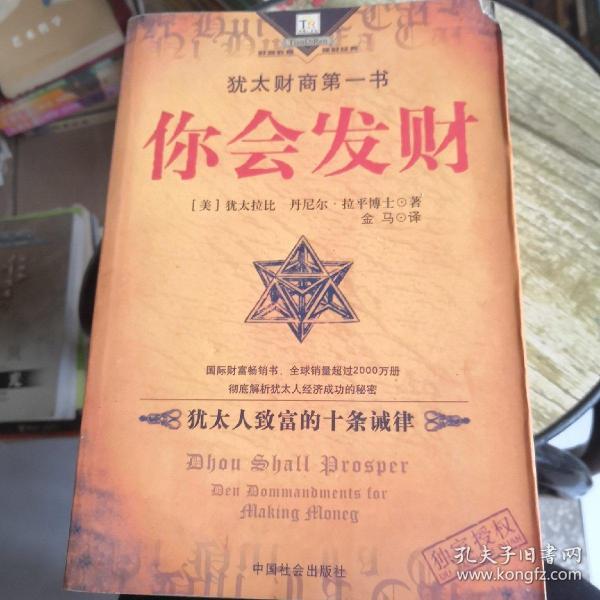 TR
犹太财商第一书
你会发财
[美] 犹太拉比 丹尼尔·拉平博士⊙著
金马⊙译
国际财富畅销书,全球销量超过2000万册
彻底解析犹太人经济成功的秘密
犹太人致富的十条诫律
Dhou Shall Prosper
Den Dommandments for
Making Moneg
独家授权
中国社会出版社
孔夫子旧书网
www.kongfz.com